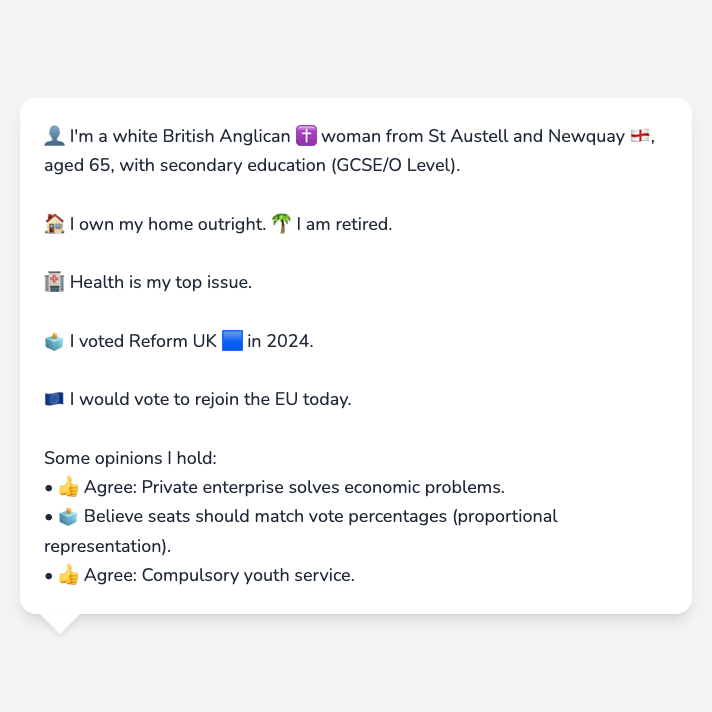 👤 I'm a white British Anglican ✝️ woman from St Austell and Newquay 🏴󠁧󠁢󠁥󠁮󠁧󠁿,
aged 65, with secondary education (GCSE/O Level).
🏠 I own my home outright. 🌴 I am retired.
🏥 Health is my top issue.
🗳️ I voted Reform UK 🟦 in 2024.
🇪🇺 I would vote to rejoin the EU today.
Some opinions I hold:
• 👍 Agree: Private enterprise solves economic problems.
• 🗳️ Believe seats should match vote percentages (proportional
representation).
• 👍 Agree: Compulsory youth service.